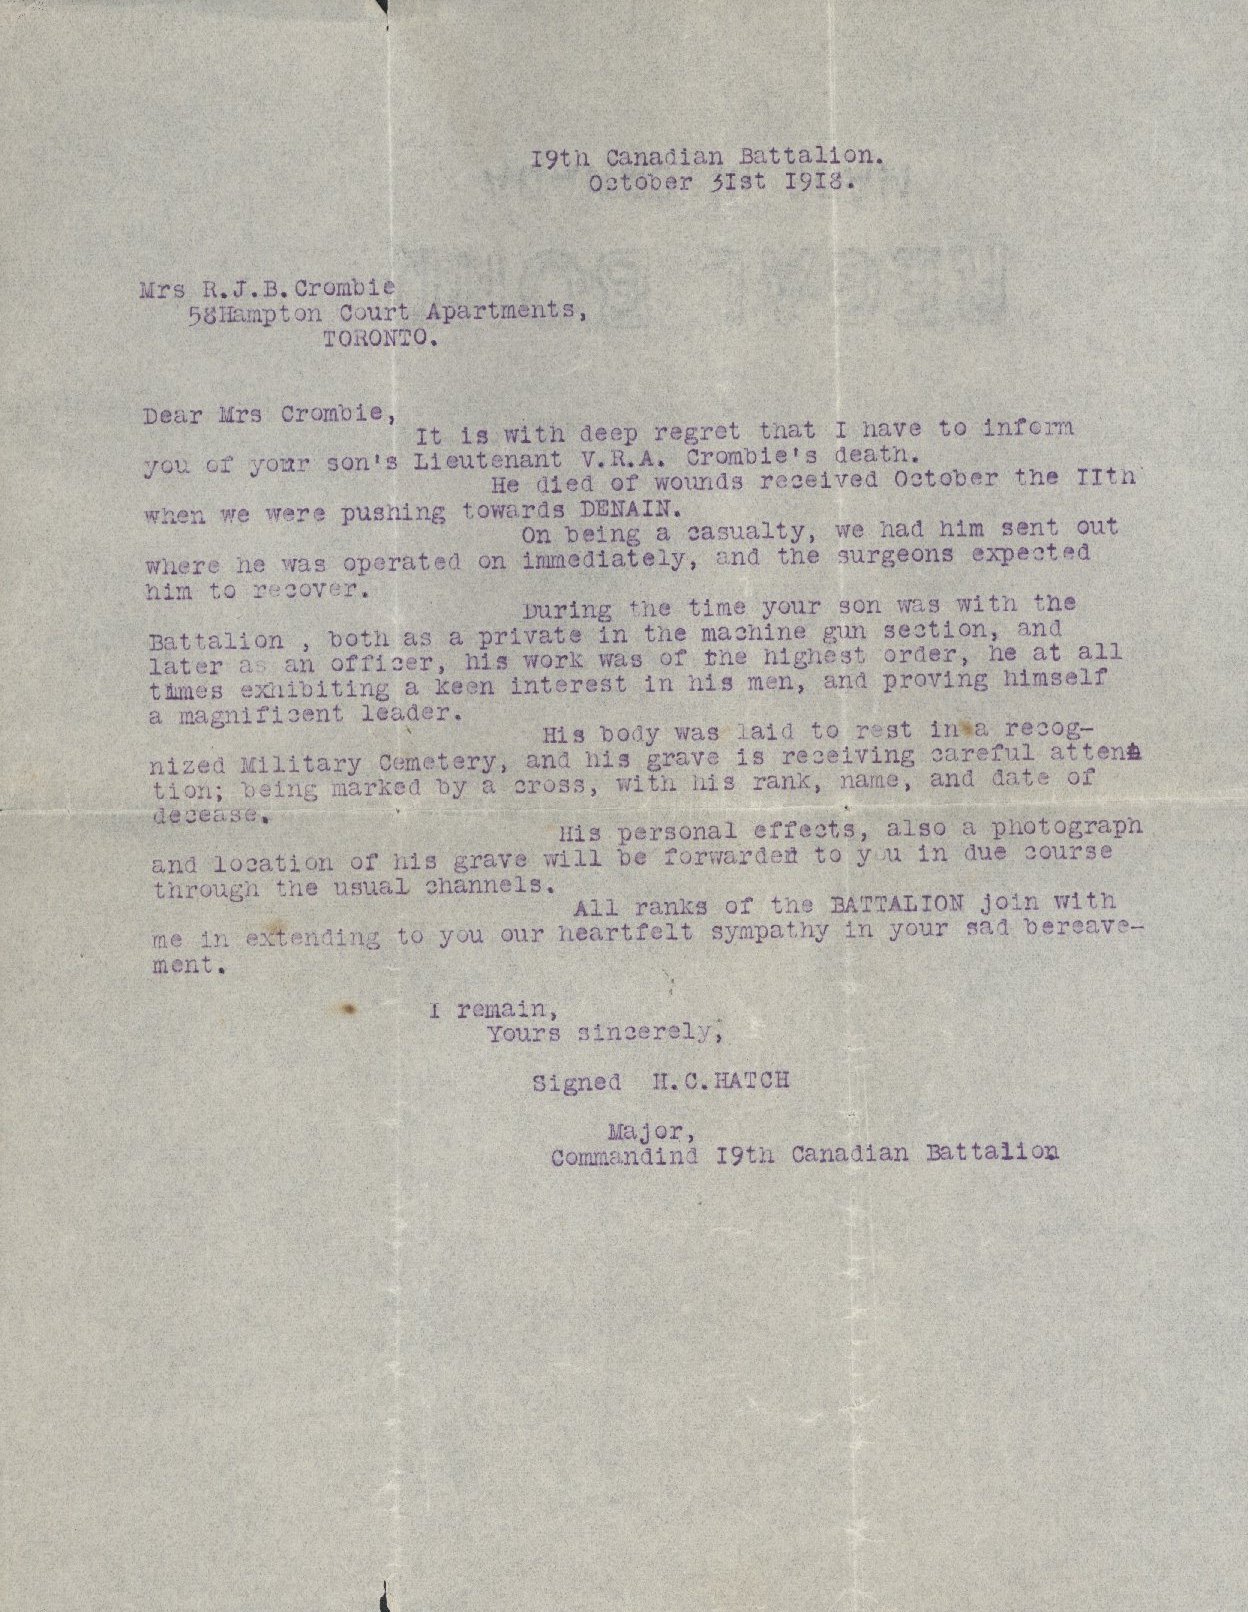 I9th Canadian Battalion.
October 3Ist I918.
Mrs R.J.B.Crombie
58Hampton Court Apartments,
TORONTO.
Dear Mrs Crombie,
It is with deep regret that I have to inform
you of your son's Lieutenant V.R.A. Crombie's death.
He died of wounds received October the IIth
when we were pushing towards DENAIN.
On being a casualty, we had him sent out
where he was operated on immediately, and the surgeons expected
him to recover.
During the time your son was with the
Battalion , both as a private in the machine gun section, and
later as an officer, his work was of the highest order, he at all
times exhibiting a keen interest in his men, and proving himself
a magnificent leader.
His body was laid to rest in a recog-
nized Military Cemetery, and his grave is receiving careful atten-
tion; being marked by a cross, with his rank, name, and date of
decease.
His personal effects, also a photograph
and location of his grave will be forwarded to you in due course
through the usual channels.
All ranks of the BATTALION join with
me in extending to you our heartfelt sympathy in your sad bereave-
ment.
I remain,
Yours sincerely,
Signed H.C.HATCH
Major,
Commandind I9th Canadian Battalion